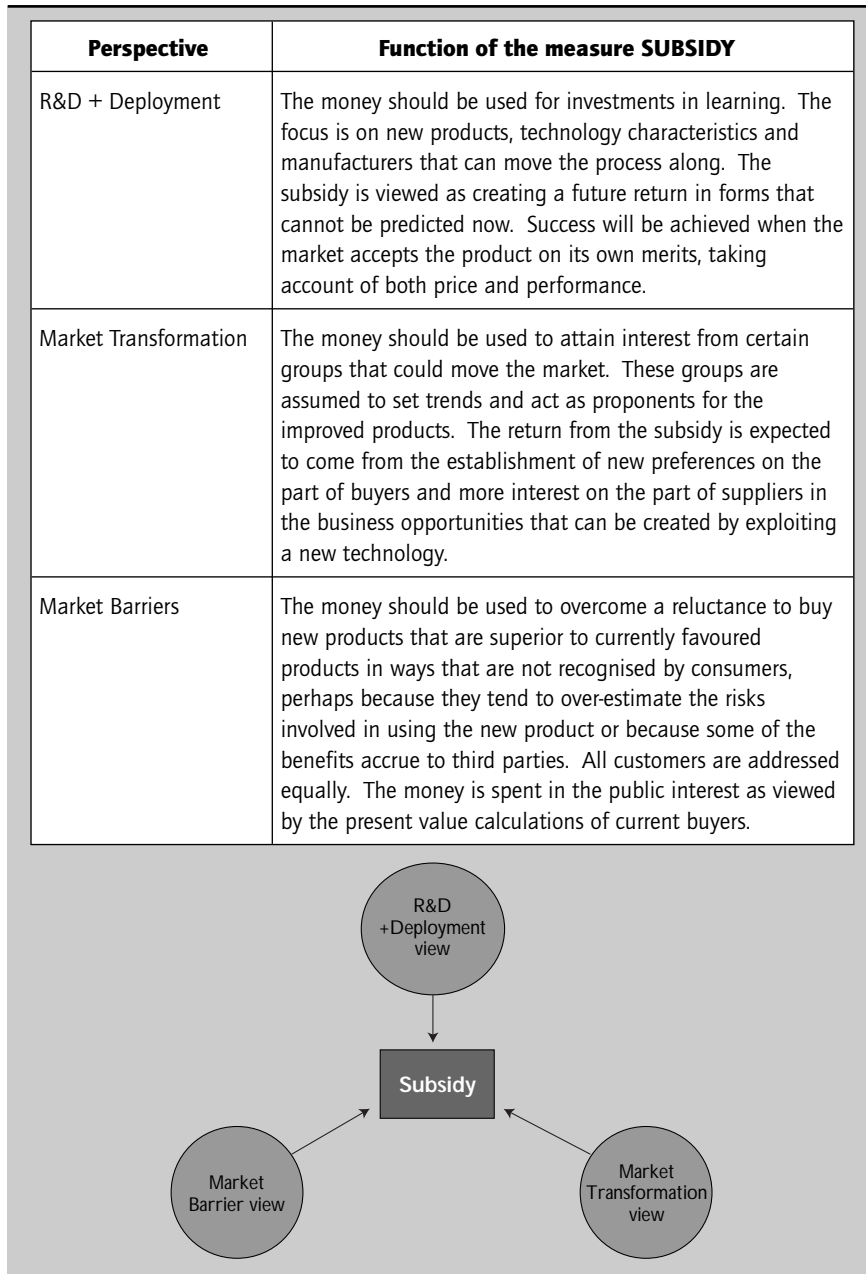 Perspective
Function of the measure SUBSIDY
R&D + Deployment
The money should be used for investments in learning. The
focus is on new products, technology characteristics and
manufacturers that can move the process along. The
subsidy is viewed as creating a future return in forms that
cannot be predicted now. Success will be achieved when the
market accepts the product on its own merits, taking
account of both price and performance.
Market Transformation
The money should be used to attain interest from certain
groups that could move the market. These groups are
assumed to set trends and act as proponents for the
improved products. The return from the subsidy is expected
to come from the establishment of new preferences on the
part of buyers and more interest on the part of suppliers in
the business opportunities that can be created by exploiting
a new technology.
Market Barriers
The money should be used to overcome a reluctance to buy
new products that are superior to currently favoured
products in ways that are not recognised by consumers,
perhaps because they tend to over-estimate the risks
involved in using the new product or because some of the
benefits accrue to third parties. All customers are addressed
equally. The money is spent in the public interest as viewed
by the present value calculations of current buyers.
R&D
+Deployment
view
Subsidy
Market
Barrier view
Market
Transformation
view